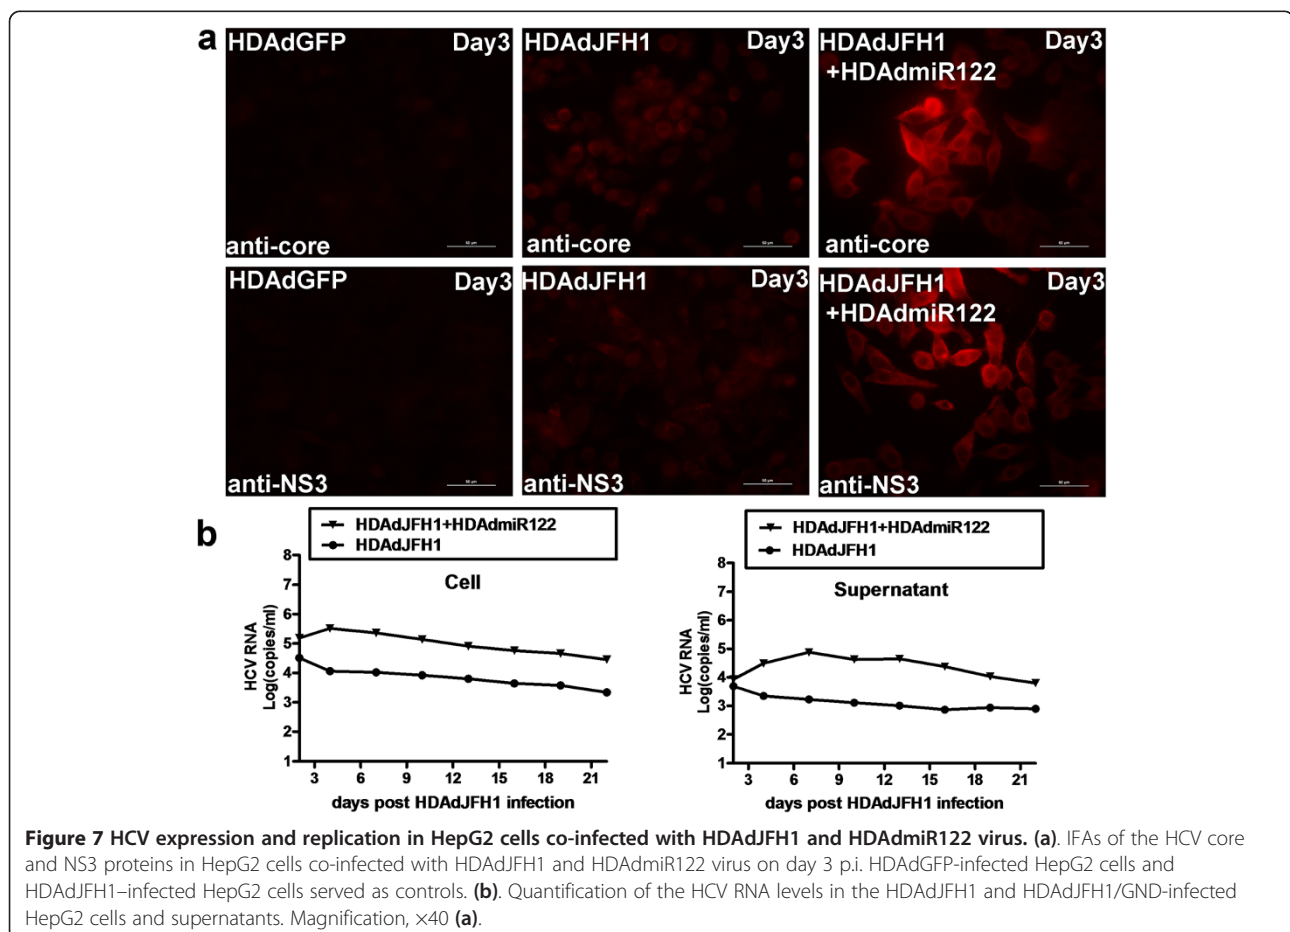 a
HDAdGFP Day3
anti-core
HDAdJFH1 Day3
anti-core
HDAdJFH1 Day3
+HDAdmiR122
anti-core
HDAdGFP Day3
anti-NS3
HDAdJFH1 Day3
anti-NS3
HDAdJFH1 Day3
+HDAdmiR122
anti-NS3
b
HDAdJFH1+HDAdmiR122
HDAdJFH1
Cell
HCV RNA
Log(copies/ml)
8
7
6
5
4
3
2
1
3 6 9 12 15 18 21
days post HDAdJFH1 infection
HDAdJFH1+HDAdmiR122
HDAdJFH1
Supernatant
HCV RNA
Log(copies/ml)
8
7
6
5
4
3
2
1
3 6 9 12 15 18 21
days post HDAdJFH1 infection
Figure 7 HCV expression and replication in HepG2 cells co-infected with HDAdJFH1 and HDAdmiR122 virus. (a). IFAs of the HCV core
and NS3 proteins in HepG2 cells co-infected with HDAdJFH1 and HDAdmiR122 virus on day 3 p.i. HDAdGFP-infected HepG2 cells and
HDAdJFH1–infected HepG2 cells served as controls. (b). Quantification of the HCV RNA levels in the HDAdJFH1 and HDAdJFH1/GND-infected
HepG2 cells and supernatants. Magnification, ×40 (a).